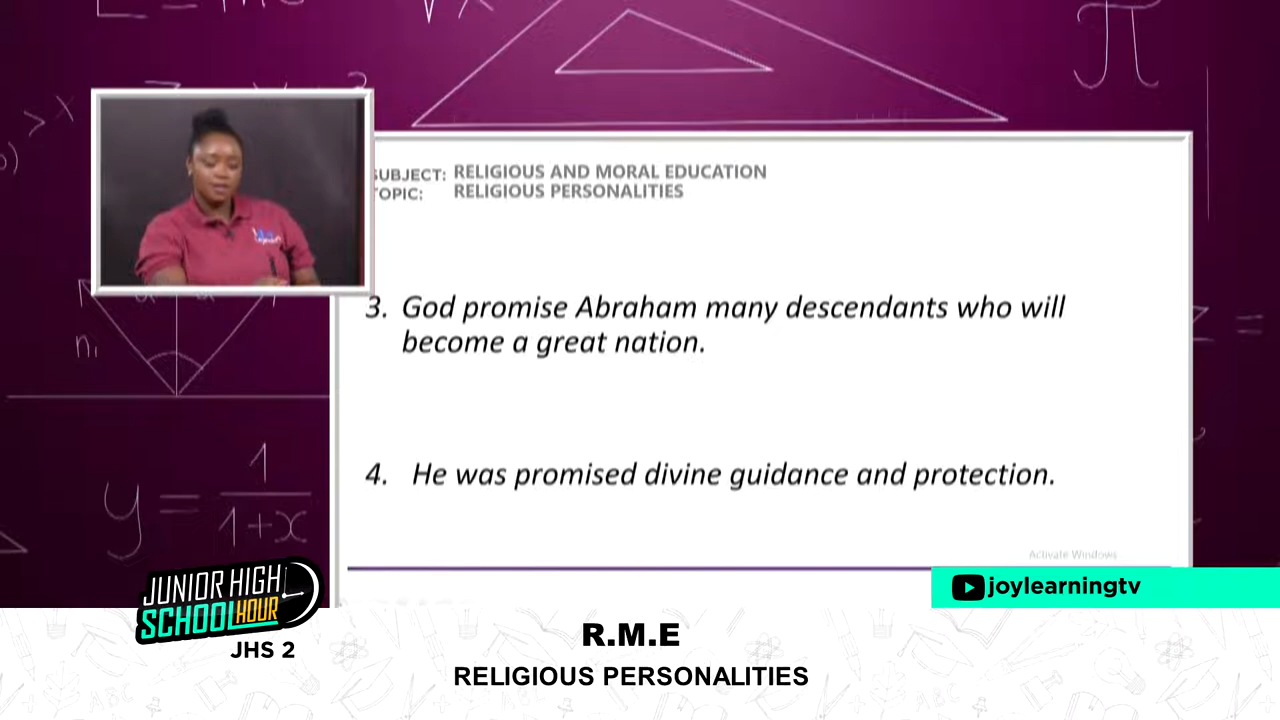 SUBJECT: RELIGIOUS AND MORAL EDUCATION
TOPIC: RELIGIOUS PERSONALITIES
3. God promise Abraham many descendants who will
become a great nation.
4. He was promised divine guidance and protection.
Activate Windows
π
y = 1/1+x
JUNIOR HIGH
SCHOOL HOUR
JHS 2
joylearningtv
R.M.E
RELIGIOUS PERSONALITIES